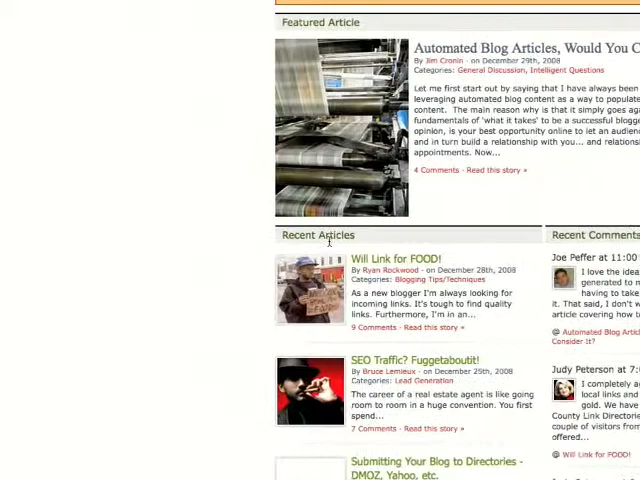 Featured Article
Automated Blog Articles, Would You C
By Jim Cronin - on December 29th, 2008
Categories: General Discussion, Intelligent Questions
Let me first start out by saying that I have always been
leveraging automated blog content as a way to populate
content. The main reason why is that it simply goes aga
fundamentals of 'what it takes' to be a successful blogge
opinion, is your best opportunity online to let an audienc
and in turn build a relationship with you... and relations
appointments. Now...
4 Comments - Read this story »
Recent Articles
Will Link for FOOD!
By Ryan Rockwood - on December 28th, 2008
Categories: Blogging Tips/Techniques
As a new blogger I'm always looking for
incoming links. It's tough to find quality
links. Furthermore, I'm in an...
9 Comments - Read this story »
SEO Traffic? Fuggetaboutit!
By Bruce Lemieux - on December 25th, 2008
Categories: Lead Generation
The career of a real estate agent is like going
room to room in a huge convention. You first
spend...
7 Comments - Read this story »
Submitting Your Blog to Directories -
DMOZ, Yahoo, etc.
Recent Comments
Joe Peffer at 11:00
I love the idea
generated to m
having to take
it. That said, I don't w
article covering how to
@ Automated Blog Artic
Consider It?
Judy Peterson at 7:
I completely ag
local links and
gold. We have
County Link Directorie
couple of visitors from
offered...
@ Will Link for FOOD!